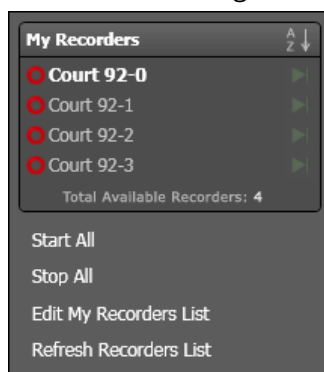 My Recorders A Z
Court 92-0
Court 92-1
Court 92-2
Court 92-3
Total Available Recorders: 4
Start All
Stop All
Edit My Recorders List
Refresh Recorders List